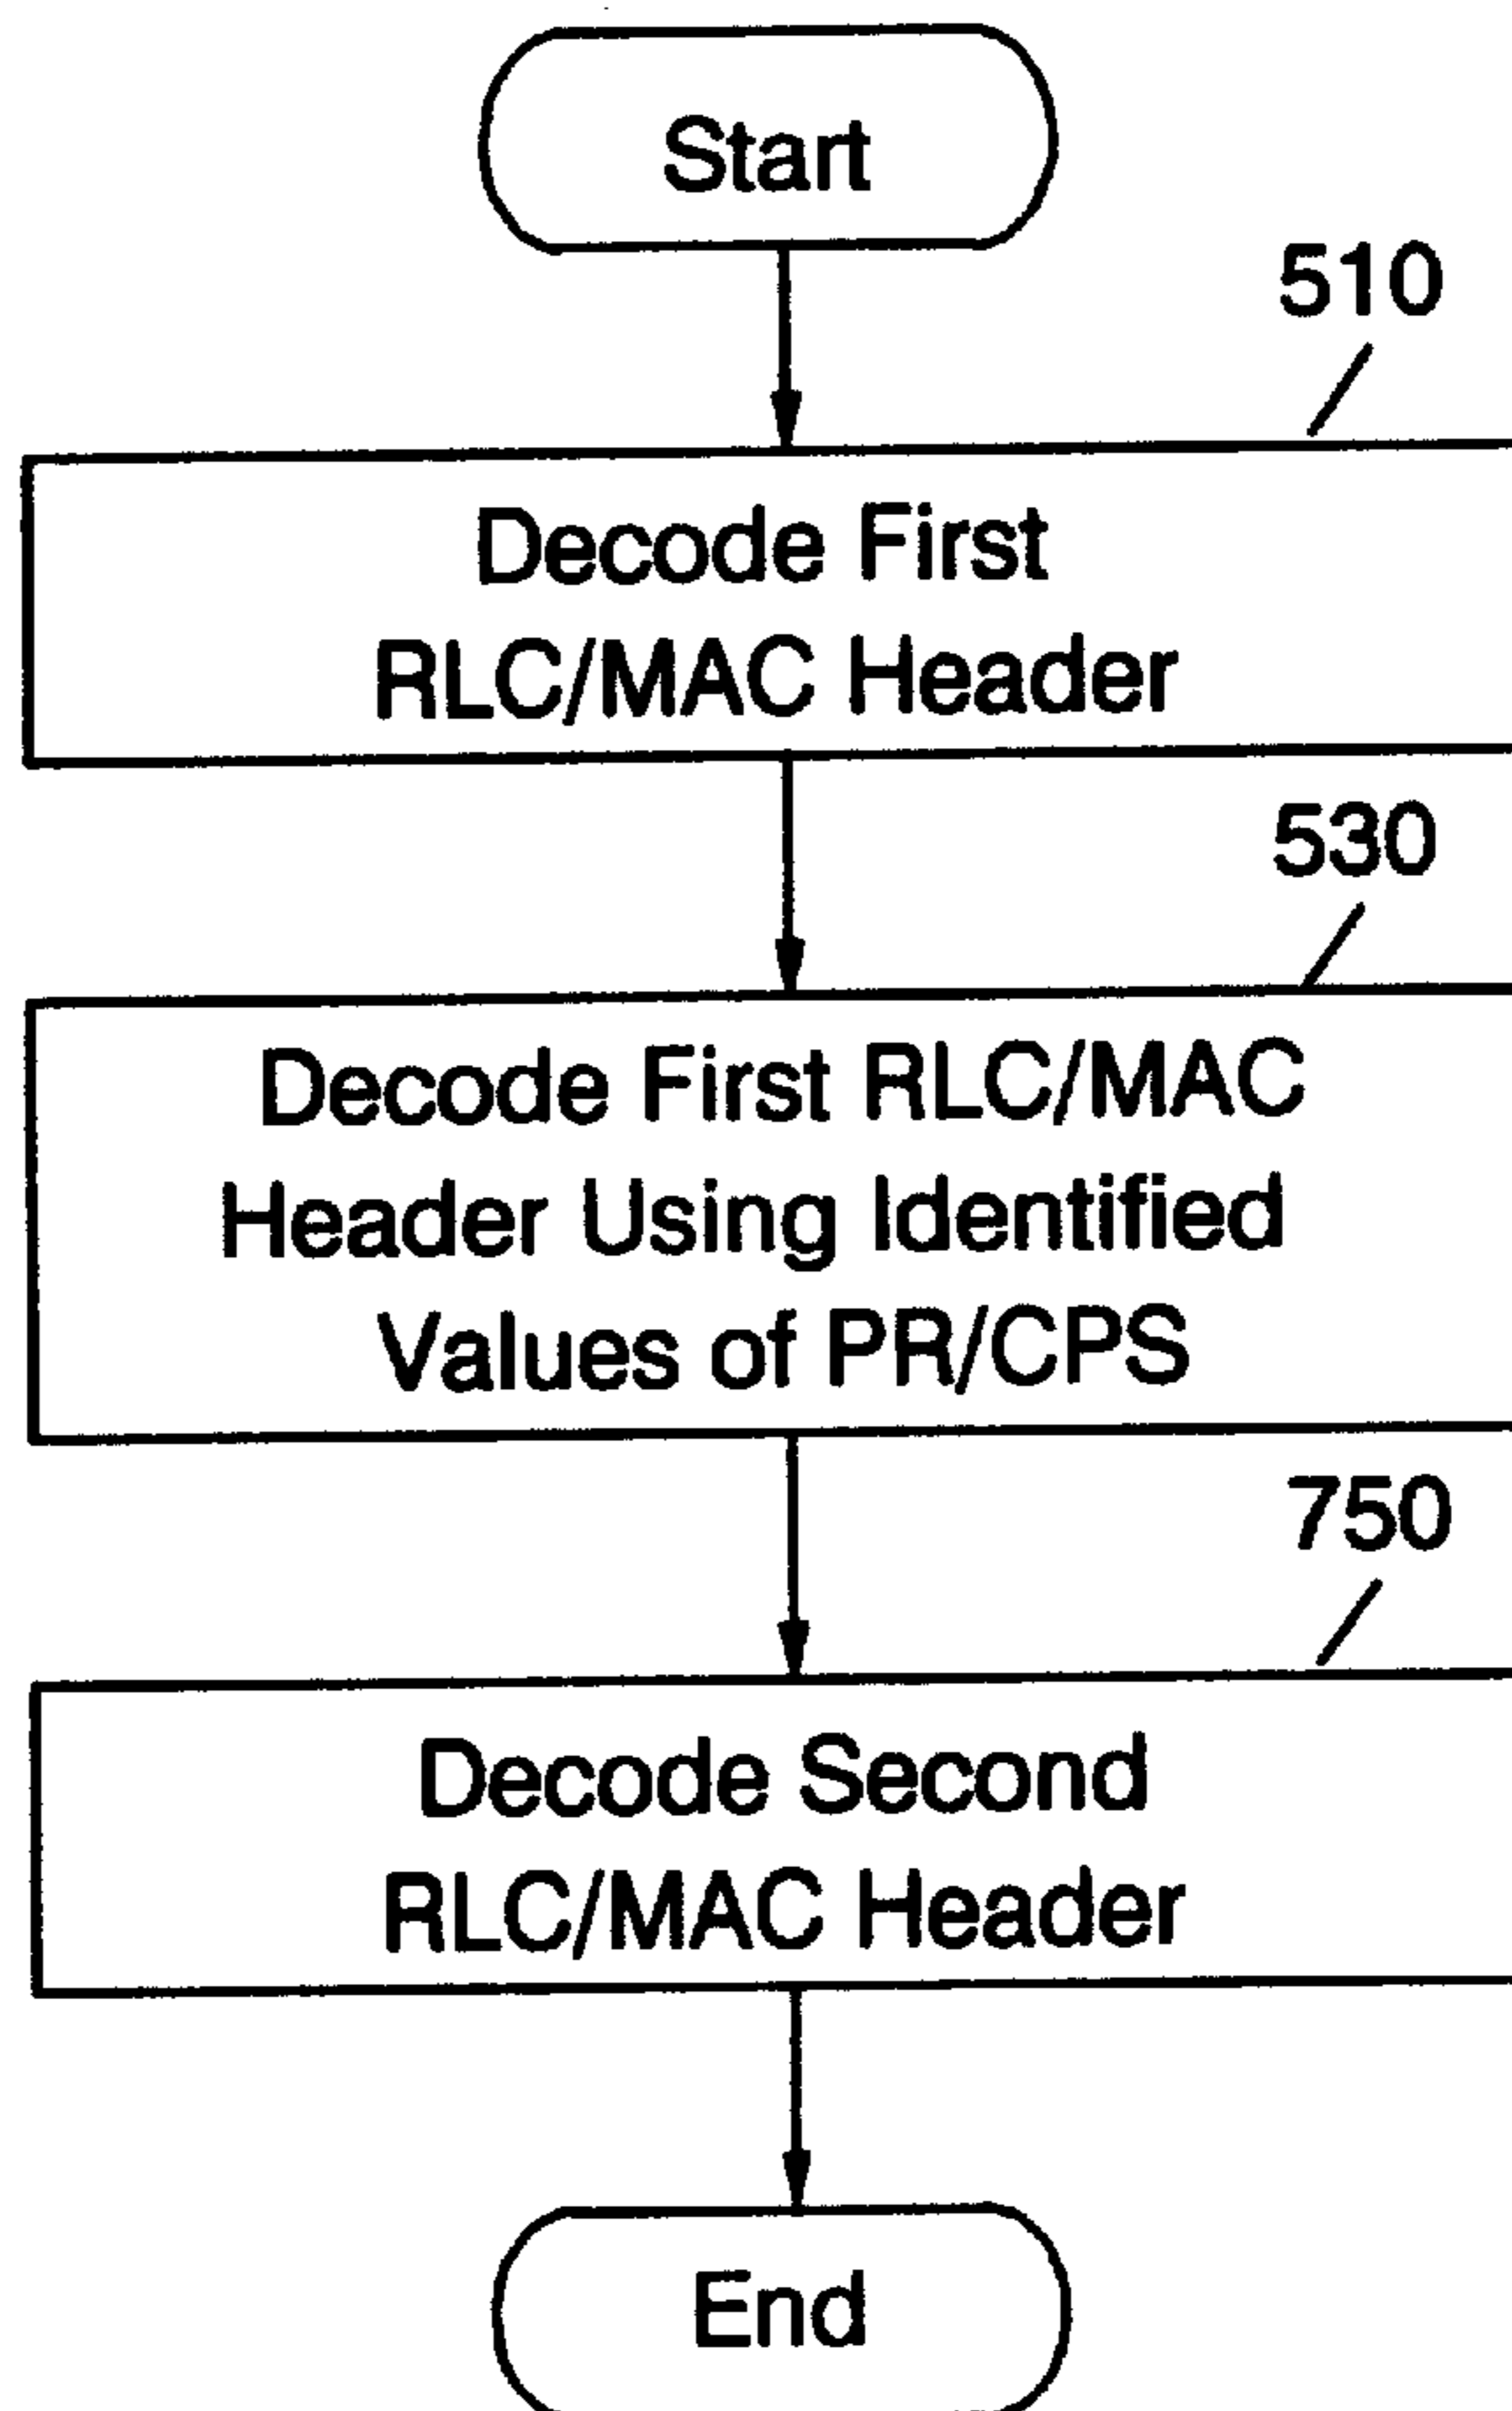 Start
510
Decode First
RLC/MAC Header
530
Decode First RLC/MAC
Header Using Identified
Values of PR/CPS
750
Decode Second
RLC/MAC Header
End